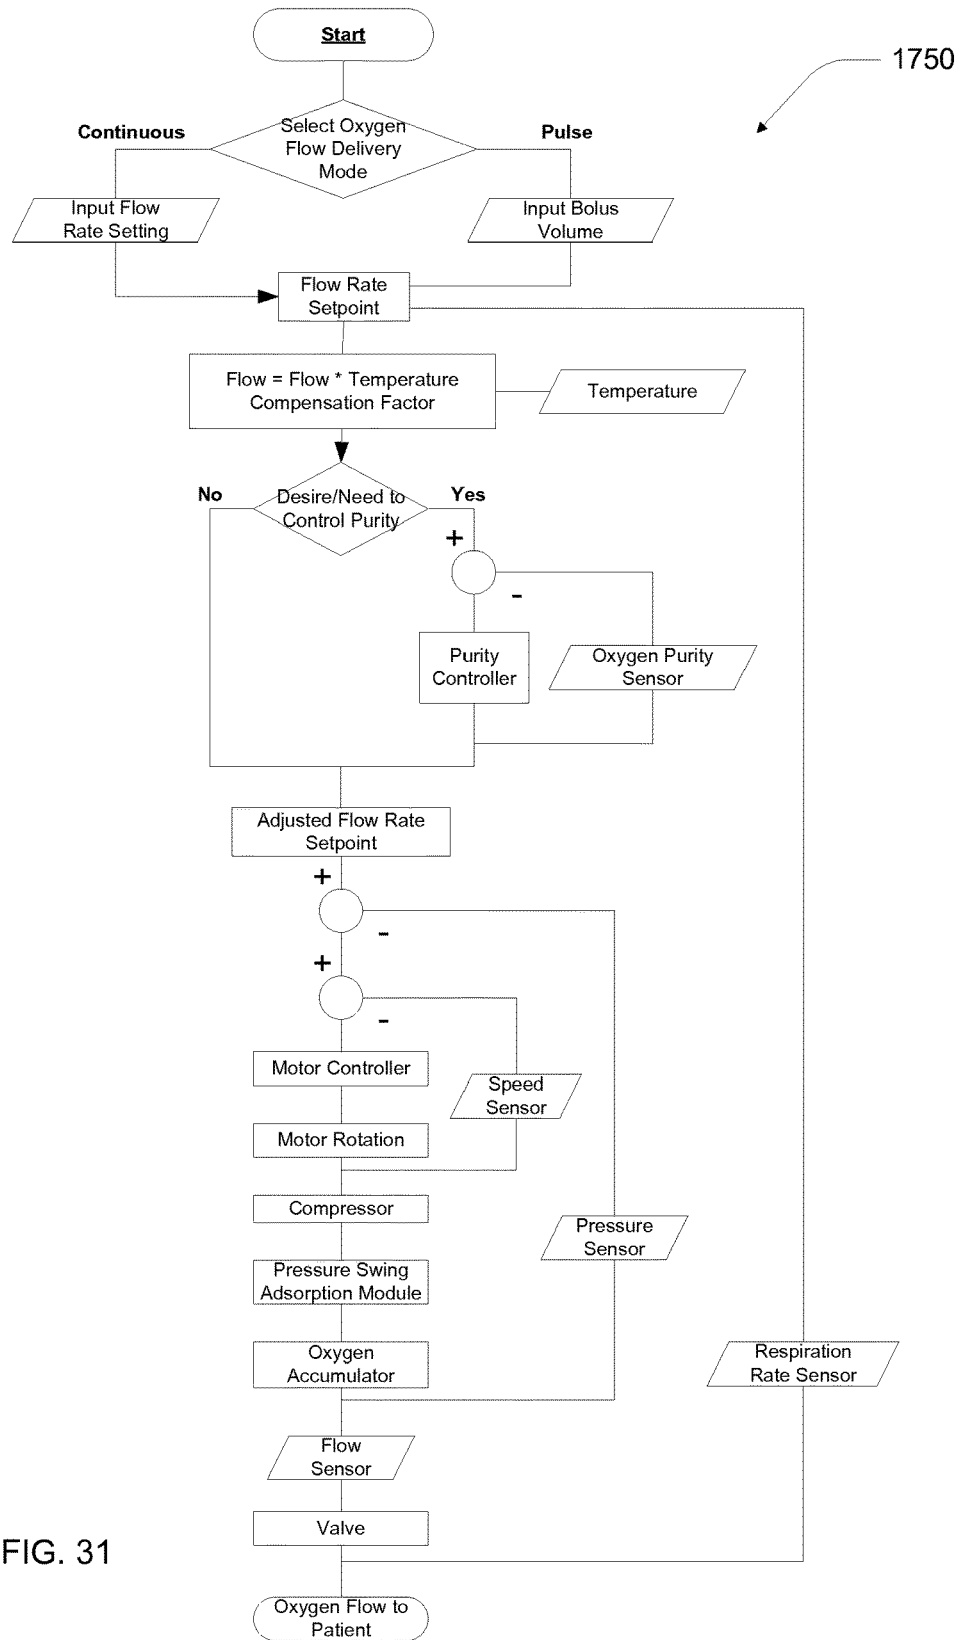 Start
1750
Continuous
Select Oxygen
Flow Delivery
Mode
Pulse
Input Flow
Rate Setting
Input Bolus
Volume
Flow Rate
Setpoint
Flow = Flow * Temperature
Compensation Factor
Temperature
No
Desire/Need to
Control Purity
Yes
+
-
Purity
Controller
Oxygen Purity
Sensor
Adjusted Flow Rate
Setpoint
+
-
+
-
Motor Controller
Speed
Sensor
Motor Rotation
Compressor
Pressure
Sensor
Pressure Swing
Adsorption Module
Oxygen
Accumulator
Respiration
Rate Sensor
Flow
Sensor
Valve
FIG. 31
Oxygen Flow to
Patient